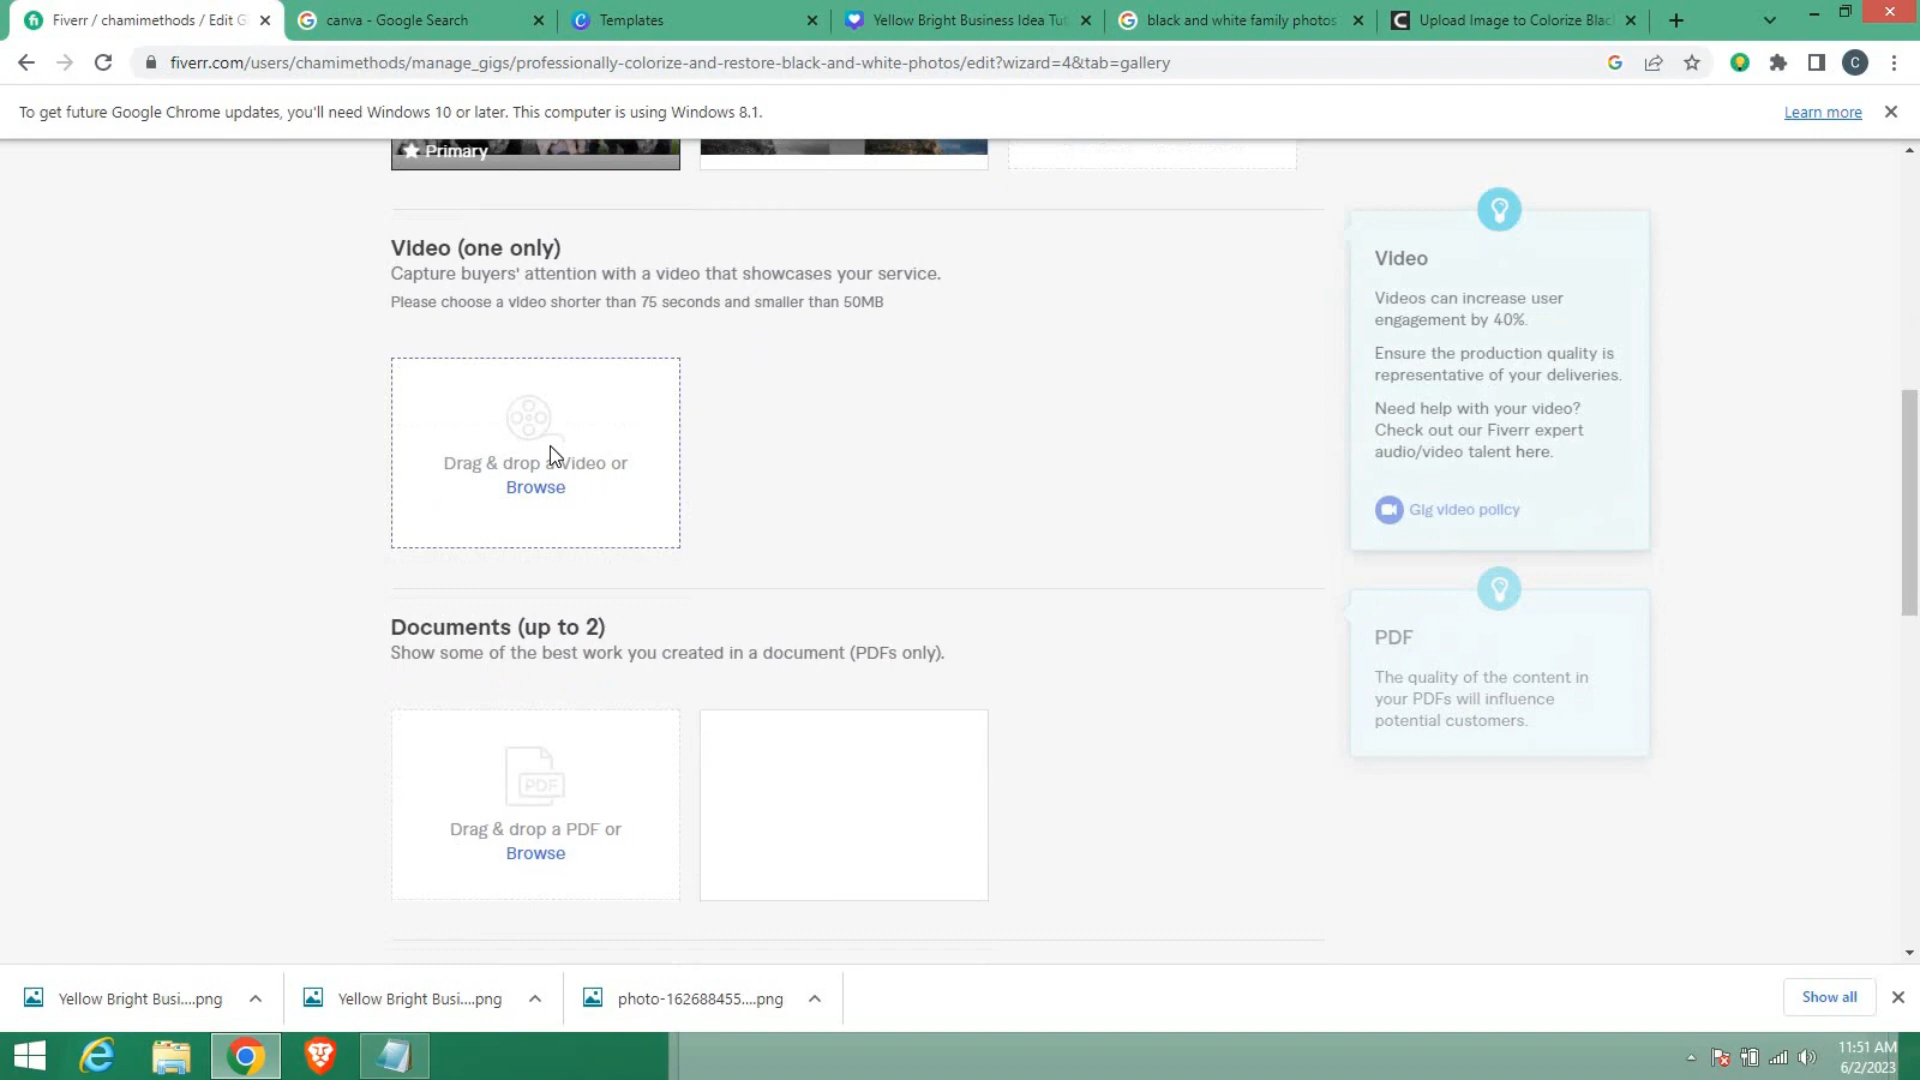 Fiverr / chamimethods / Edit G
canva - Google Search
Templates
Yellow Bright Business Idea Tut
black and white family photos
Upload Image to Colorize Blac
fiverr.com/users/chamimethods/manage_gigs/professionally-colorize-and-restore-black-and-white-photos/edit?wizard=4&tab=gallery
C
To get future Google Chrome updates, you'll need Windows 10 or later. This computer is using Windows 8.1.
Learn more
Primary
Video (one only)
Capture buyers' attention with a video that showcases your service.
Please choose a video shorter than 75 seconds and smaller than 50MB
Drag & drop a Video or
Browse
Video
Videos can increase user
engagement by 40%.
Ensure the production quality is
representative of your deliveries.
Need help with your video?
Check out our Fiverr expert
audio/video talent here.
Gig video policy
Documents (up to 2)
Show some of the best work you created in a document (PDFs only).
PDF
Drag & drop a PDF or
Browse
PDF
The quality of the content in
your PDFs will influence
potential customers.
Yellow Bright Busi....png
Yellow Bright Busi....png
photo-162688455....png
Show all
11:51 AM
6/2/2023